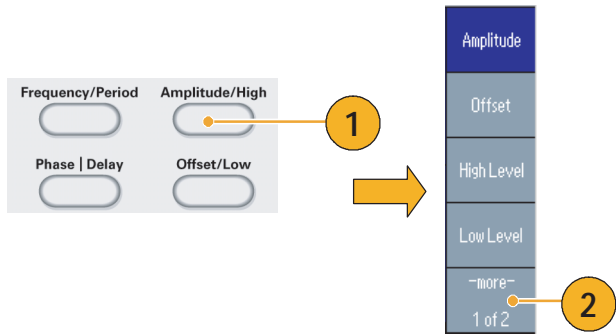 Frequency/Period
Amplitude/High
Phase | Delay
Offset/Low
1
Amplitude
Offset
High Level
Low Level
-more-
1 of 2
2